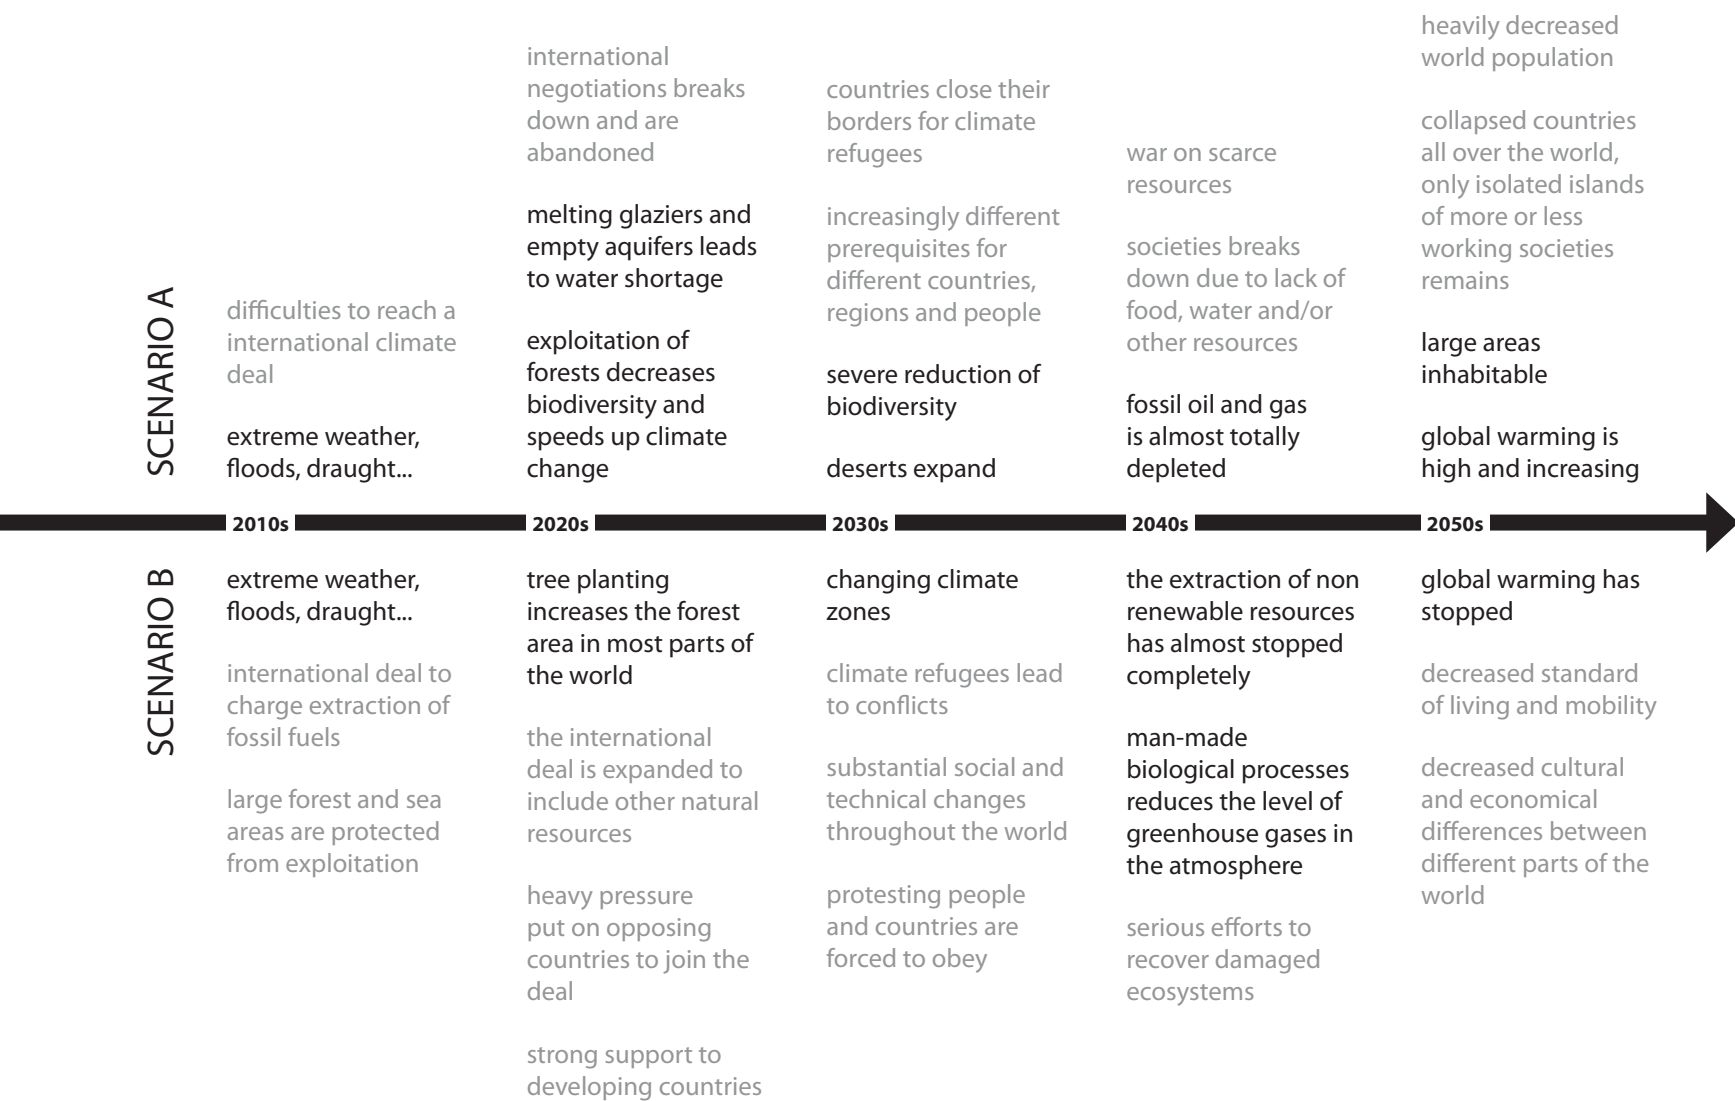 SCENARIO A
difficulties to reach a
international climate
deal
extreme weather,
floods, draught...
international
negotiations breaks
down and are
abandoned
melting glaziers and
empty aquifers leads
to water shortage
exploitation of
forests decreases
biodiversity and
speeds up climate
change
countries close their
borders for climate
refugees
increasingly different
prerequisites for
different countries,
regions and people
severe reduction of
biodiversity
deserts expand
war on scarce
resources
societies breaks
down due to lack of
food, water and/or
other resources
fossil oil and gas
is almost totally
depleted
heavily decreased
world population
collapsed countries
all over the world,
only isolated islands
of more or less
working societies
remains
large areas
inhabitable
global warming is
high and increasing
2010s
2020s
2030s
2040s
2050s
SCENARIO B
extreme weather,
floods, draught...
international deal to
charge extraction of
fossil fuels
large forest and sea
areas are protected
from exploitation
tree planting
increases the forest
area in most parts of
the world
the international
deal is expanded to
include other natural
resources
heavy pressure
put on opposing
countries to join the
deal
strong support to
developing countries
changing climate
zones
climate refugees lead
to conflicts
substantial social and
technical changes
throughout the world
protesting people
and countries are
forced to obey
the extraction of non
renewable resources
has almost stopped
completely
man-made
biological processes
reduces the level of
greenhouse gases in
the atmosphere
serious efforts to
recover damaged
ecosystems
global warming has
stopped
decreased standard
of living and mobility
decreased cultural
and economical
differences between
different parts of the
world